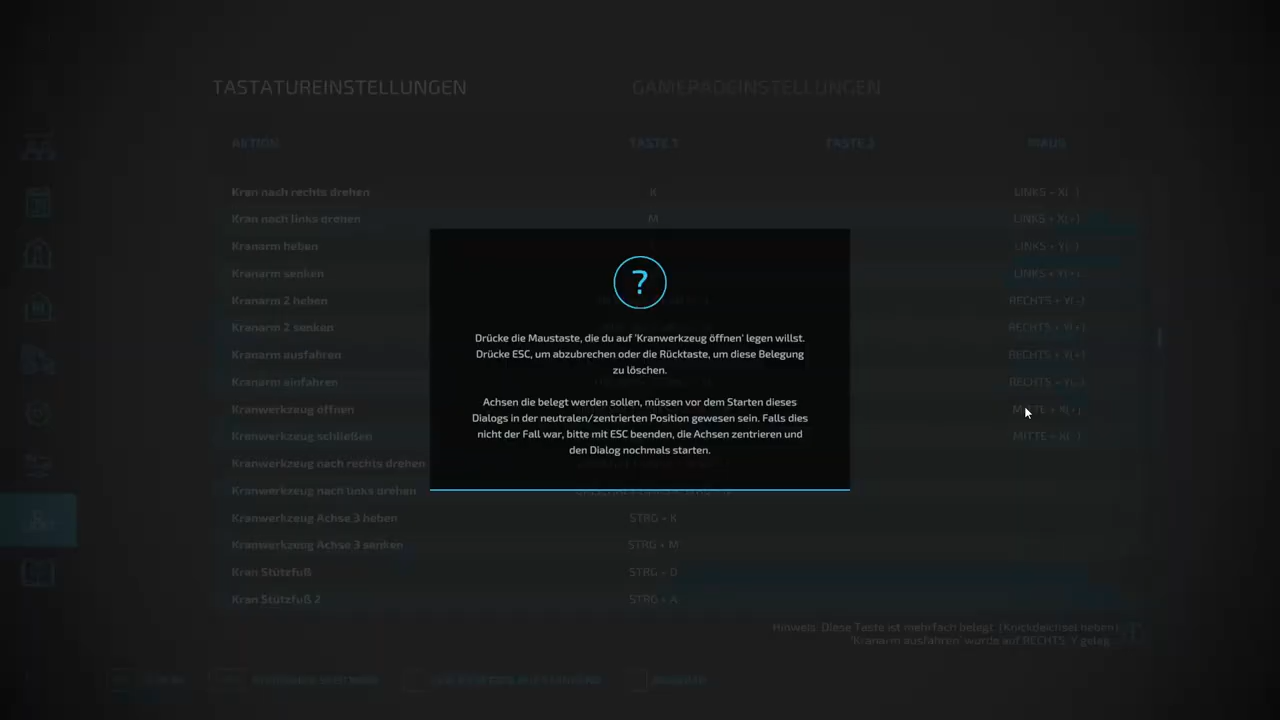 TASTATUREINSTELLUNGEN GAMEPADEINSTELLUNGEN
AKTION TASTE 1 TASTE 2 MAUS
Kran nach rechts drehen K LINKS + X(-)
Kran nach links drehen M LINKS + X(+)
Kranarm heben LINKS + Y(-)
Kranarm senken LINKS + Y(+)
Kranarm 2 heben RECHTS + Y(-)
Kranarm 2 senken RECHTS + Y(+)
Kranarm ausfahren RECHTS + Y(+)
Kranarm einfahren RECHTS + Y(-)
Kranwerkzeug öffnen MITTE + X(+)
Kranwerkzeug schließen MITTE + X(-)
Kranwerkzeug nach rechts drehen
Kranwerkzeug nach links drehen
Kranwerkzeug Achse 3 heben STRG + K
Kranwerkzeug Achse 3 senken STRG + M
Kran Stützfuß STRG + D
Kran Stützfuß 2 STRG + A
?
Drücke die Maustaste, die du auf 'Kranwerkzeug öffnen' legen willst.
Drücke ESC, um abzubrechen oder die Rücktaste, um diese Belegung
zu löschen.
Achsen die belegt werden sollen, müssen vor dem Starten dieses
Dialogs in der neutralen/zentrierten Position gewesen sein. Falls dies
nicht der Fall war, bitte mit ESC beenden, die Achsen zentrieren und
den Dialog nochmals starten.
Hinweis: Diese Taste ist mehrfach belegt. (Knickdeichsel heben)
'Kranarm ausfahren' wurde auf RECHTS; Y geleg...